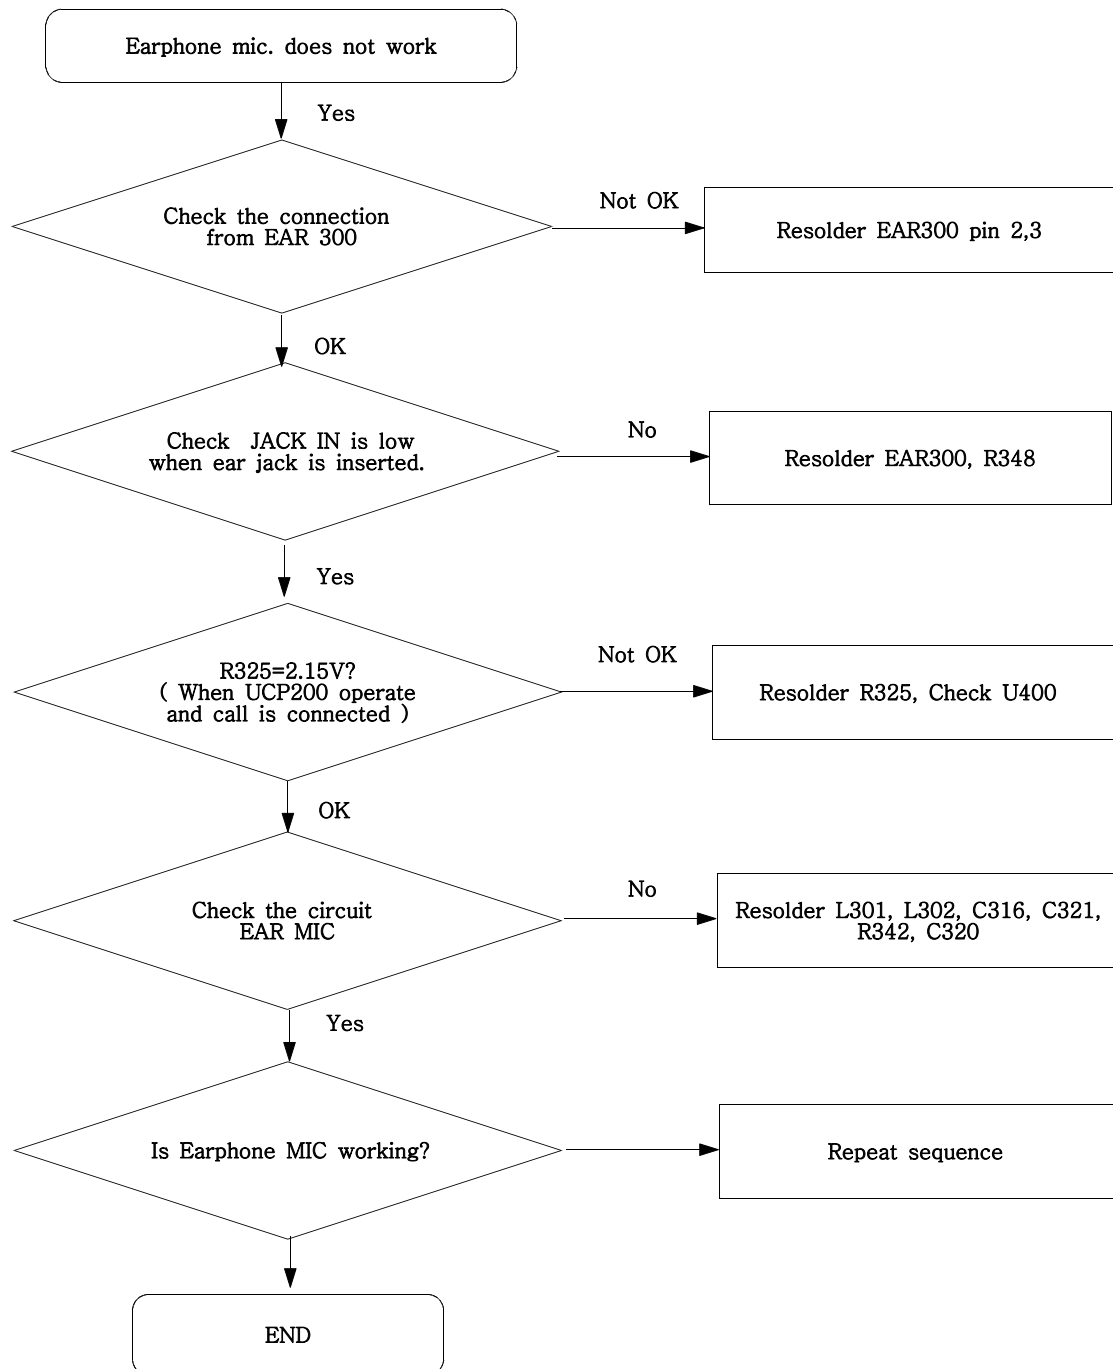 Earphone mic. does not work
Yes
Check the connection
from EAR 300
Not OK
Resolder EAR300 pin 2,3
OK
Check JACK IN is low
when ear jack is inserted.
No
Resolder EAR300, R348
Yes
R325=2.15V?
( When UCP200 operate
and call is connected )
Not OK
Resolder R325, Check U400
OK
Check the circuit
EAR MIC
No
Resolder L301, L302, C316, C321,
R342, C320
Yes
Is Earphone MIC working?
Repeat sequence
END